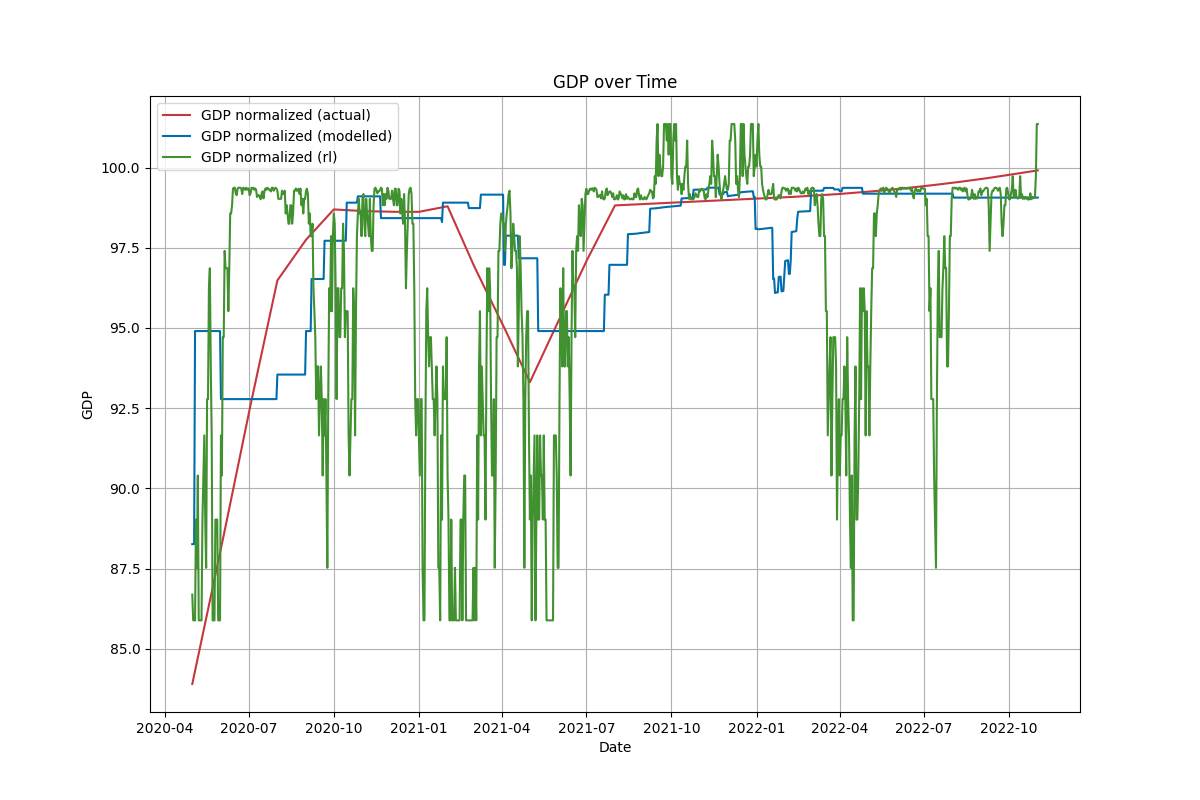 GDP over Time
GDP normalized (actual)
GDP normalized (modelled)
GDP normalized (rl)
100.0
97.5
95.0
92.5
90.0
87.5
85.0
GDP
2020-04 2020-07 2020-10 2021-01 2021-04 2021-07 2021-10 2022-01 2022-04 2022-07 2022-10
Date